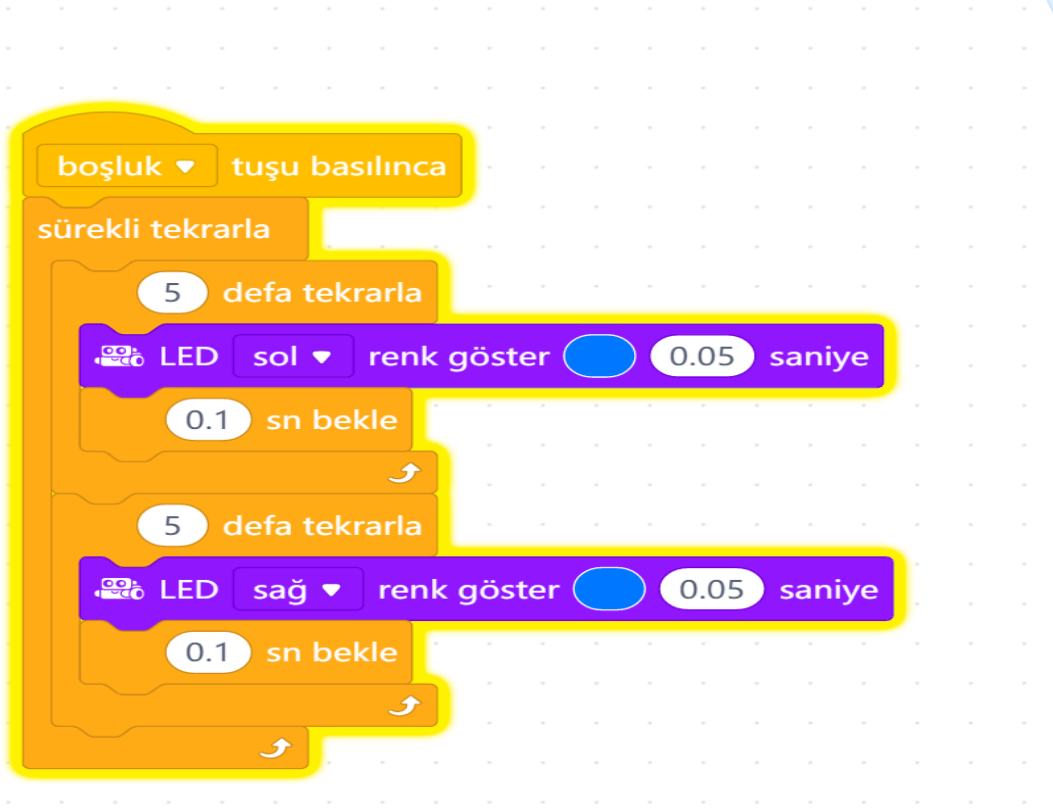 boşluk tuşu basılınca
sürekli tekrarla
5 defa tekrarla
LED sol renk göster 0.05 saniye
0.1 sn bekle
5 defa tekrarla
LED sağ renk göster 0.05 saniye
0.1 sn bekle